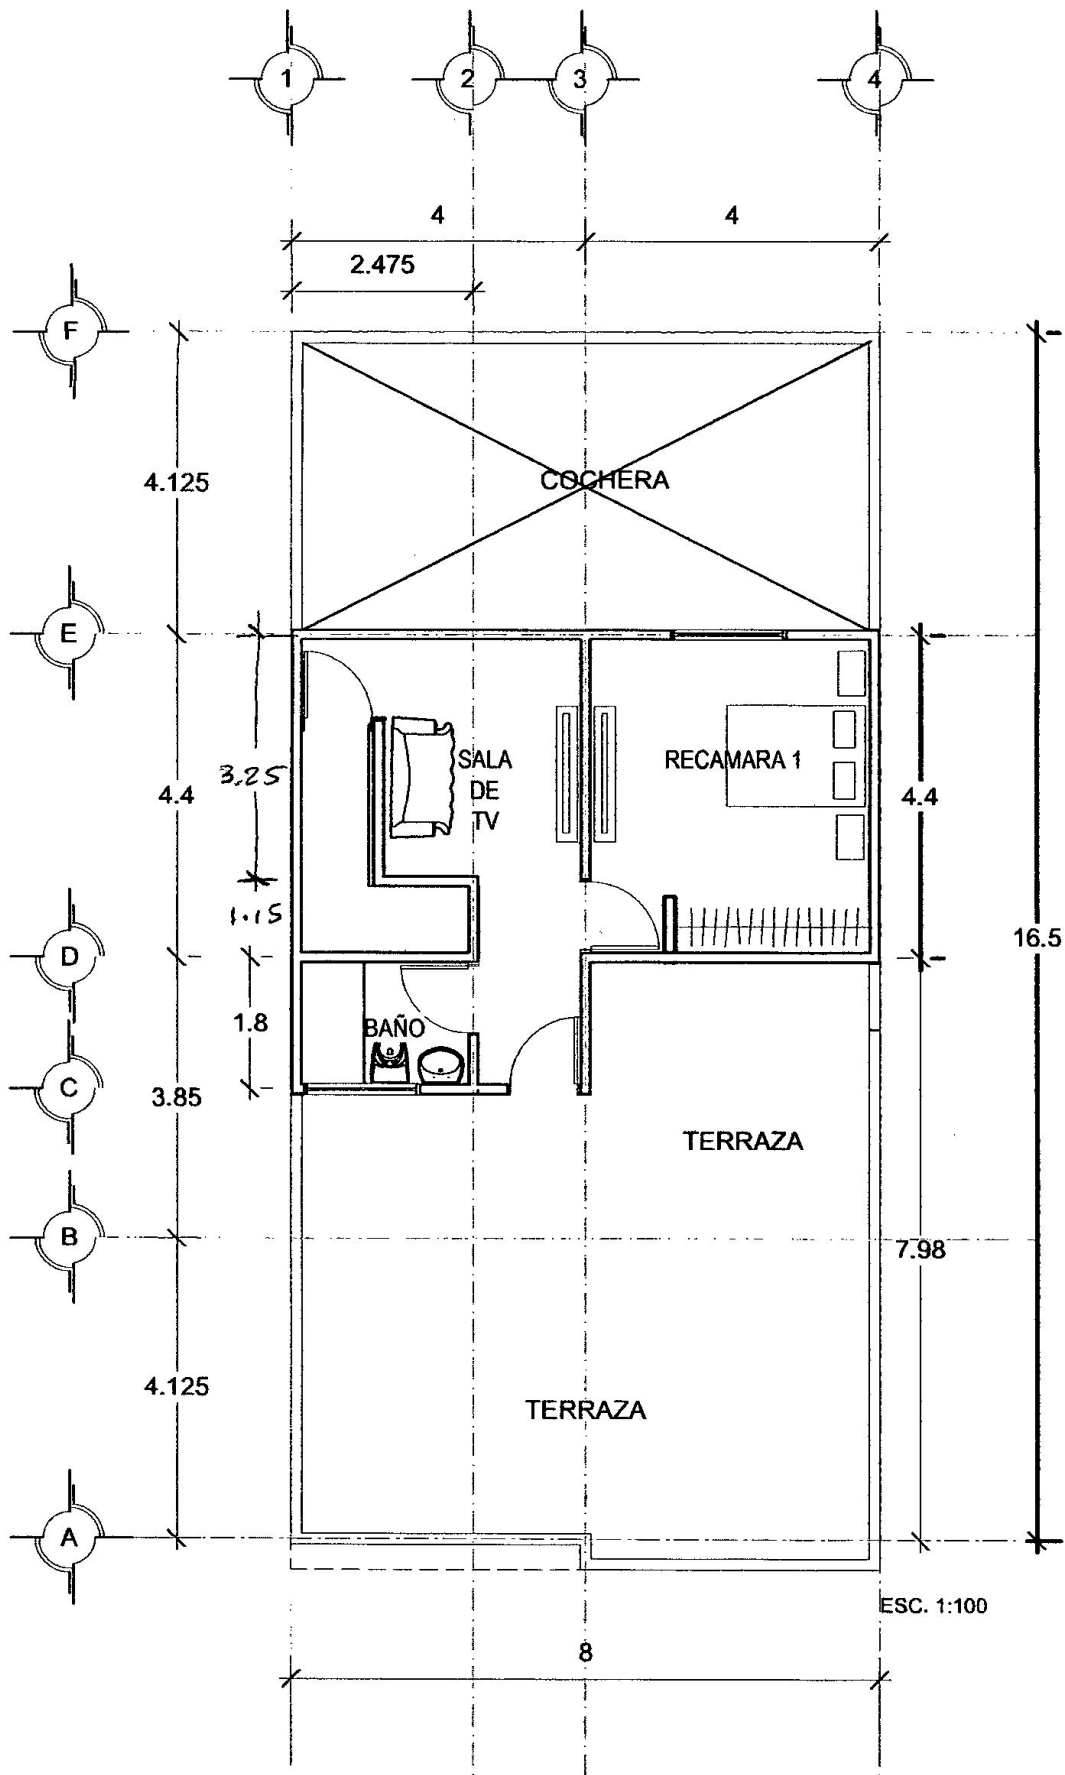 1 2 3 4
4 4
2.475
F
4.125
COCHERA
E
3.25
SALA
DE
TV
RECAMARA 1
4.4
4.4
1.15
D
16.5
1.8
BAÑO
C
3.85
TERRAZA
B
7.98
4.125
TERRAZA
A
ESC. 1:100
8